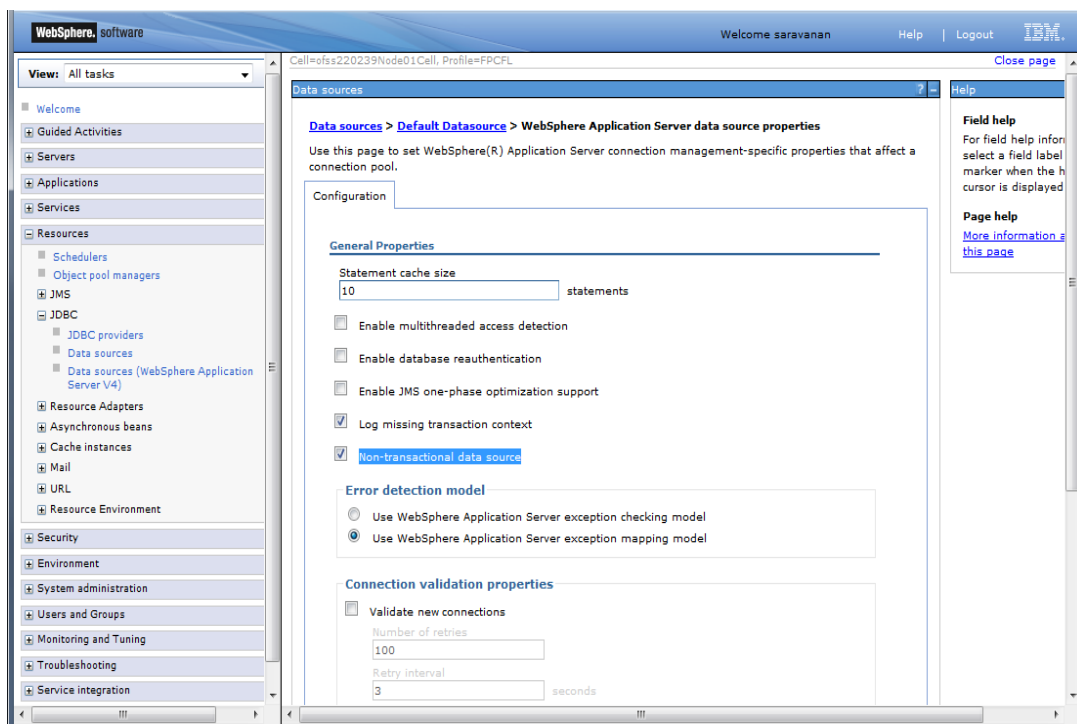 WebSphere. software
Welcome saravanan Help | Logout IBM.
View: All tasks
Welcome
Guided Activities
Servers
Applications
Services
Resources
Schedulers
Object pool managers
JMS
JDBC
JDBC providers
Data sources
Data sources (WebSphere Application
Server V4)
Resource Adapters
Asynchronous beans
Cache instances
Mail
URL
Resource Environment
Security
Environment
System administration
Users and Groups
Monitoring and Tuning
Troubleshooting
Service integration
Cell=ofss220239Node01Cell, Profile=FPCFL
Close page
Data sources ? -
Data sources > Default Datasource > WebSphere Application Server data source properties
Use this page to set WebSphere(R) Application Server connection management-specific properties that affect a
connection pool.
Configuration
General Properties
Statement cache size
10 statements
Enable multithreaded access detection
Enable database reauthentication
Enable JMS one-phase optimization support
Log missing transaction context
Non-transactional data source
Error detection model
Use WebSphere Application Server exception checking model
Use WebSphere Application Server exception mapping model
Connection validation properties
Validate new connections
Number of retries
100
Retry interval
3 seconds
Help
Field help
For field help infor
select a field label
marker when the h
cursor is displayed
Page help
More information a
this page